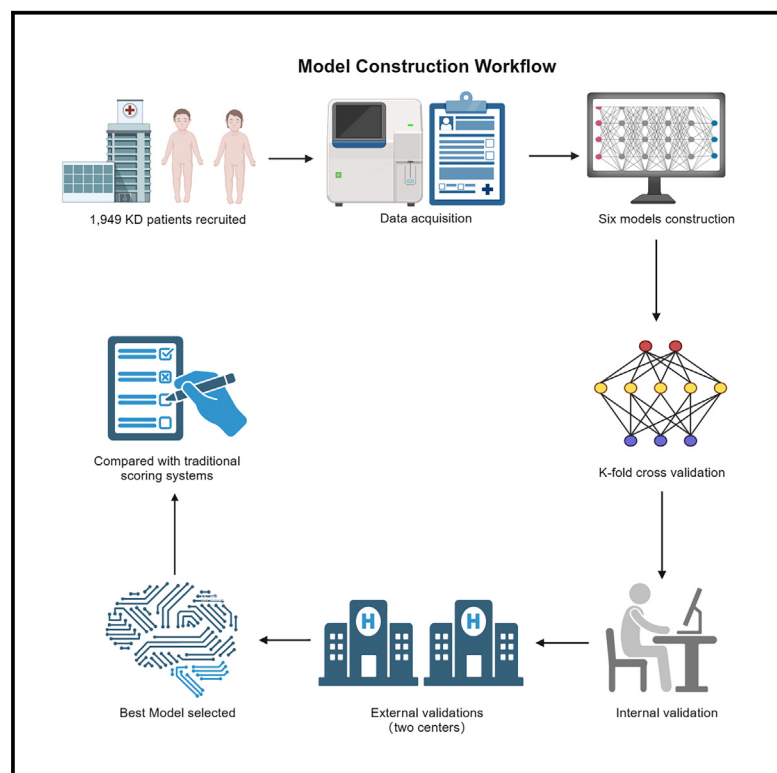 Model Construction Workflow
1,949 KD patients recruited
Data acquisition
Six models construction
K-fold cross validation
Internal validation
External validations
(two centers)
H
H
Best Model selected
Compared with traditional
scoring systems